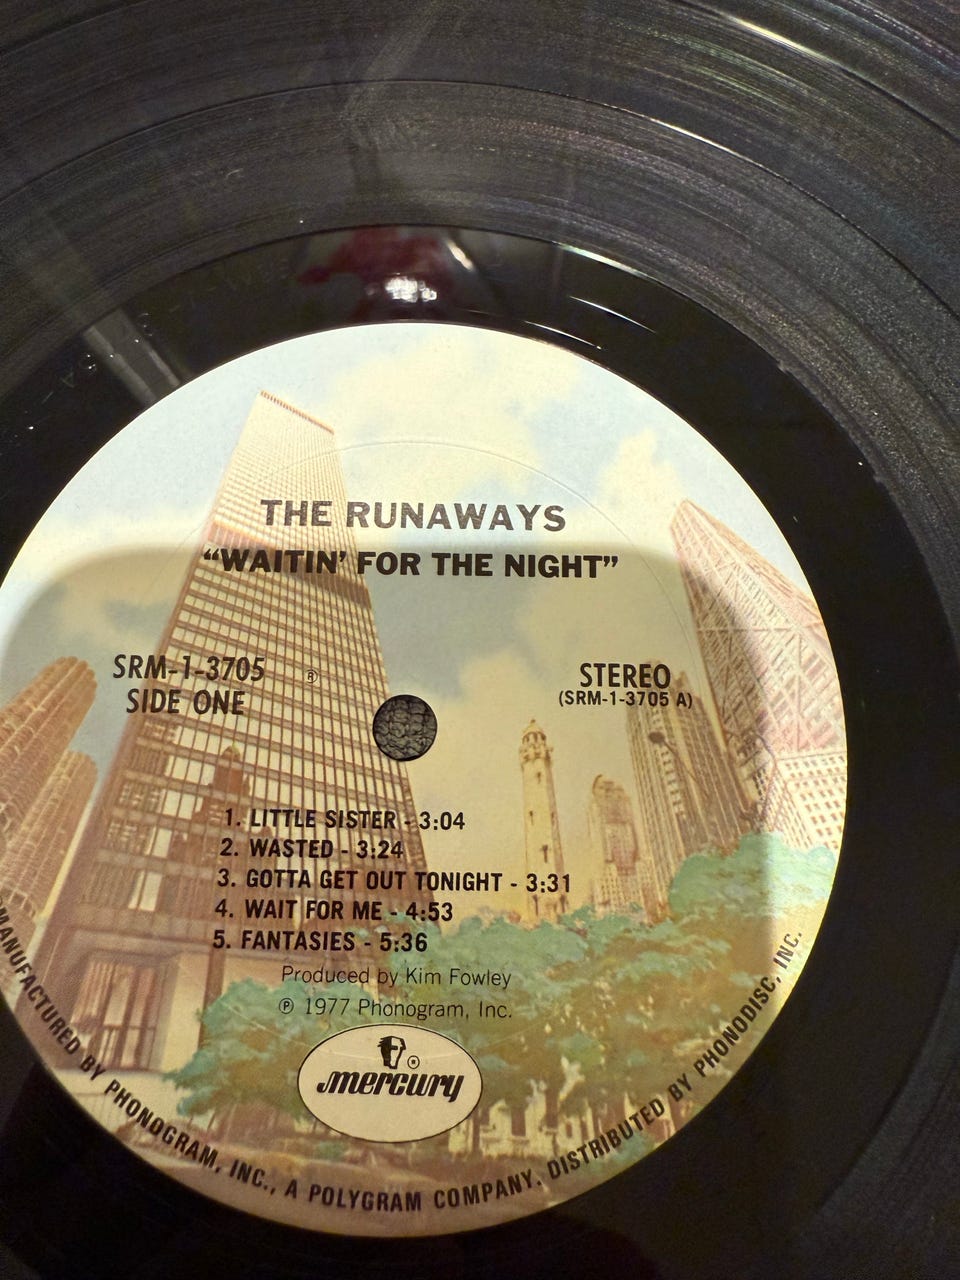 THE RUNAWAYS
“WAITIN’ FOR THE NIGHT”
SRM-1-3705
SIDE ONE
®
STEREO
(SRM-1-3705 A)
1. LITTLE SISTER - 3:04
2. WASTED - 3:24
3. GOTTA GET OUT TONIGHT - 3:31
4. WAIT FOR ME - 4:53
5. FANTASIES - 5:36
Produced by Kim Fowley
℗ 1977 Phonogram, Inc.
®
mercury
MANUFACTURED BY PHONOGRAM, INC., A POLYGRAM COMPANY. DISTRIBUTED BY PHONODISC, INC.